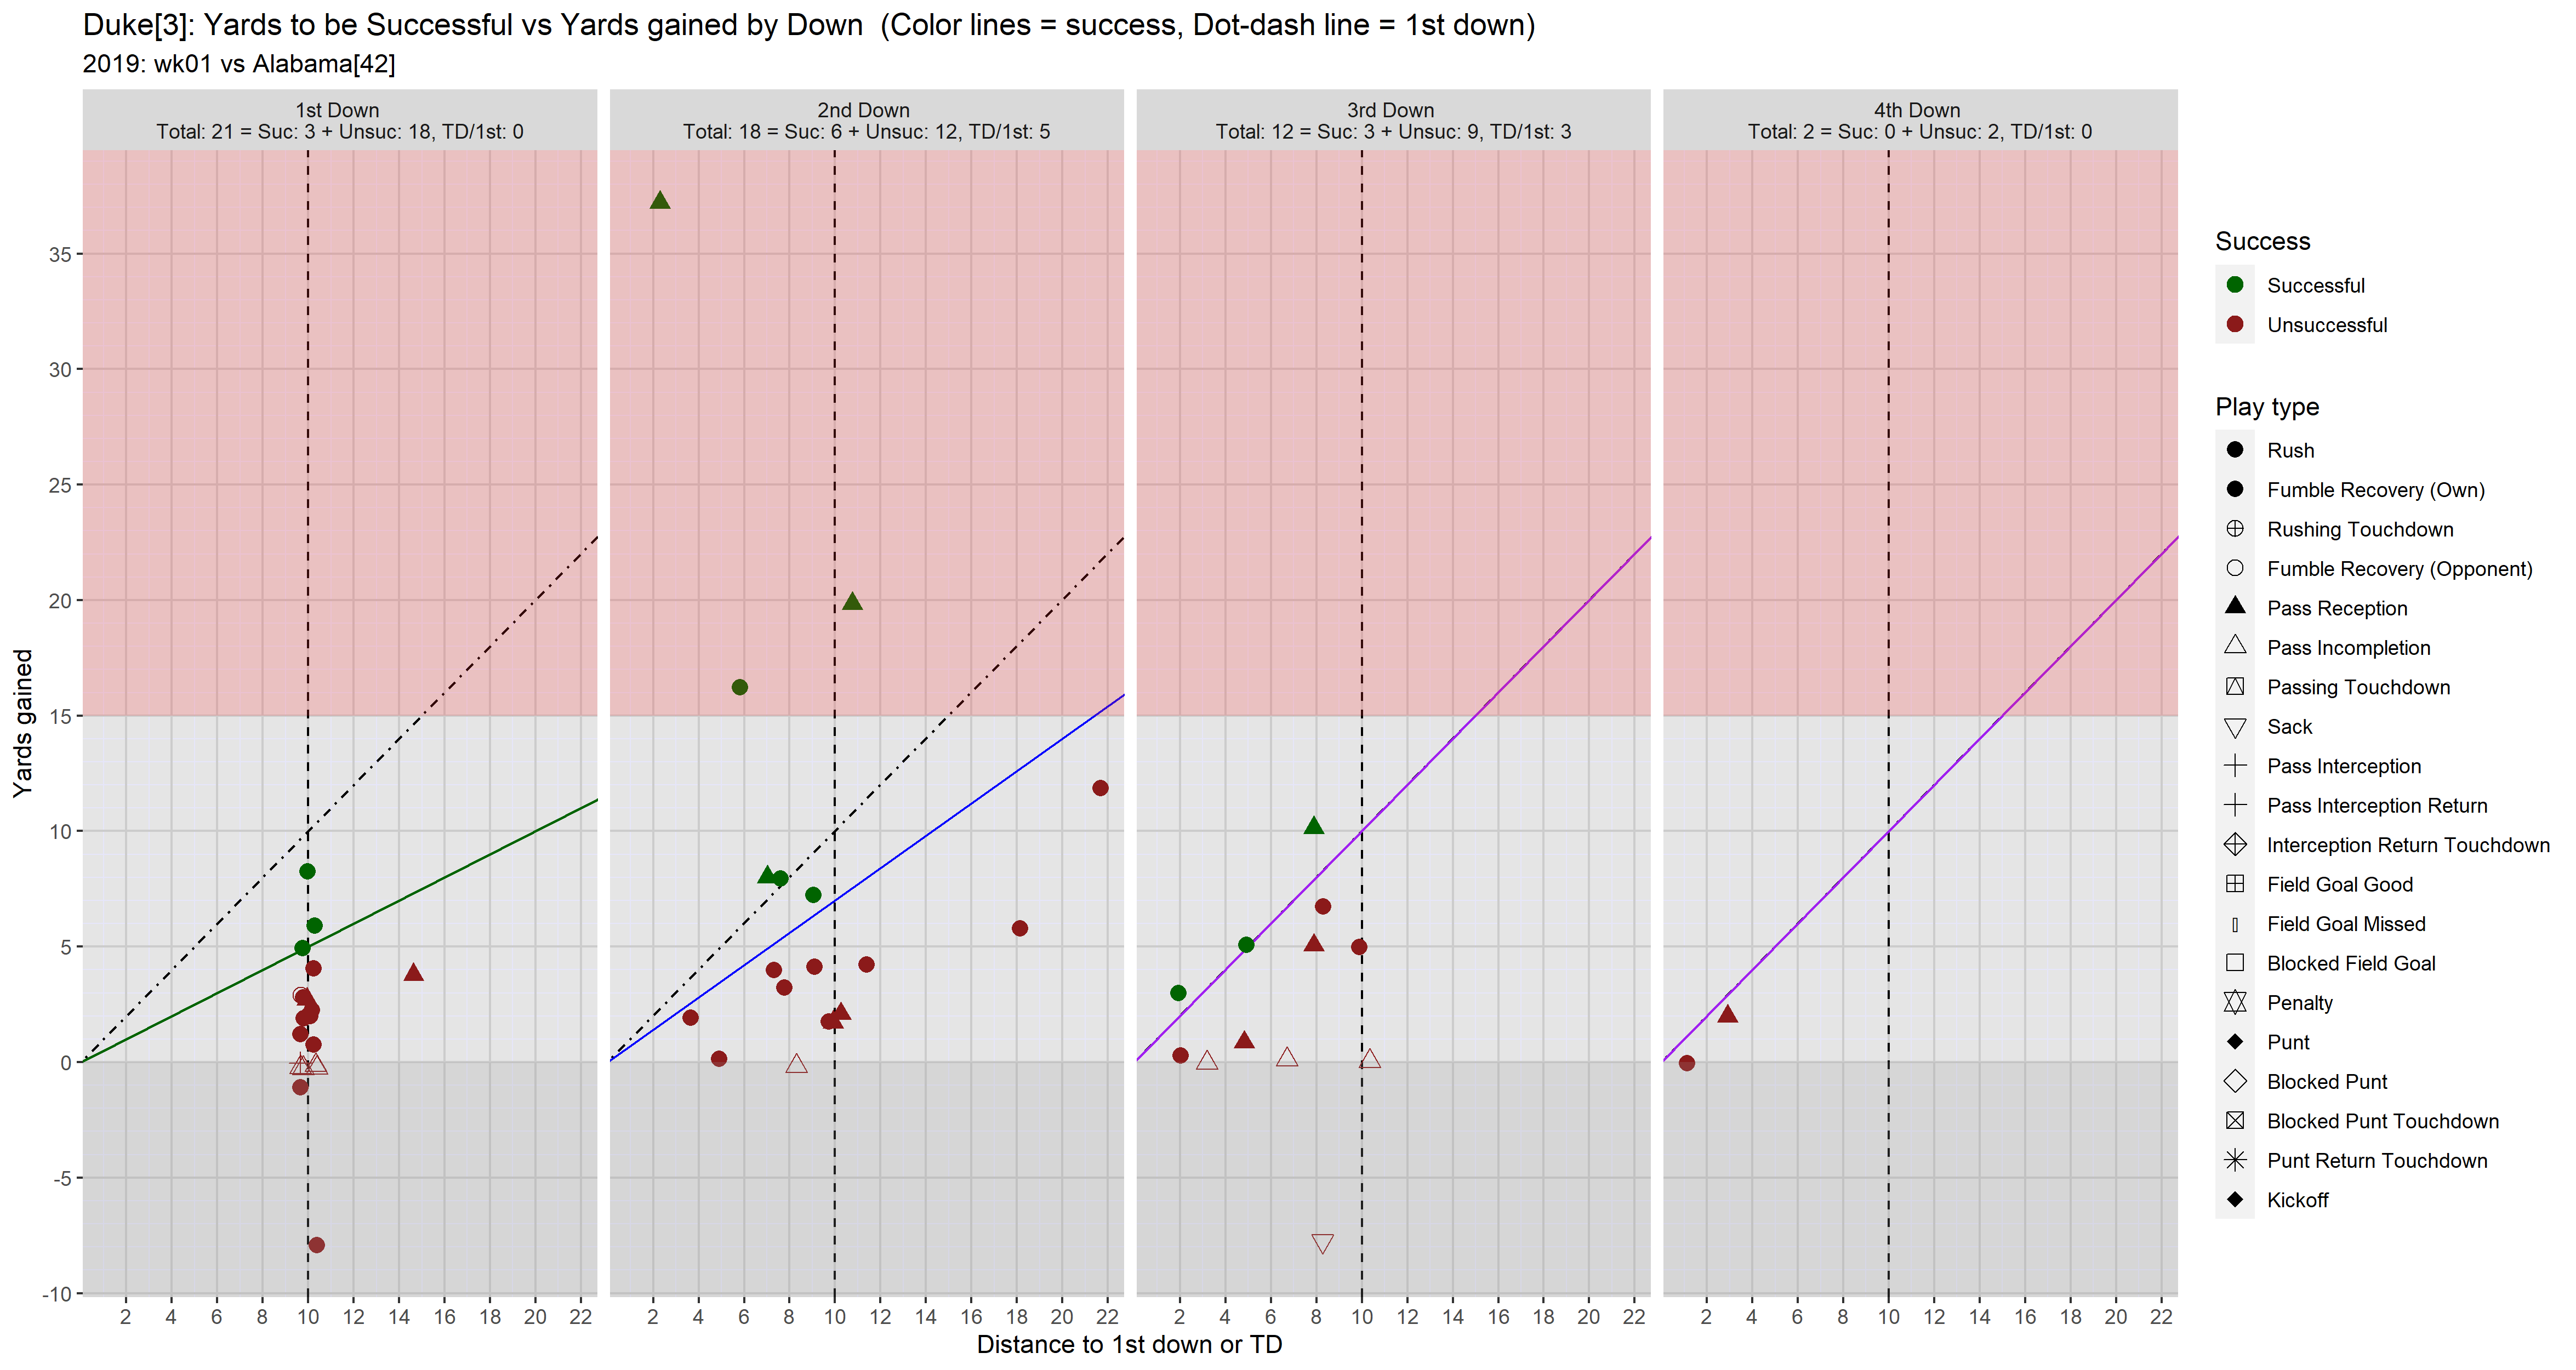 Duke[3]: Yards to be Successful vs Yards gained by Down  (Color lines = success, Dot-dash line = 1st down)
2019: wk01 vs Alabama[42]
1st Down
Total: 21 = Suc: 3 + Unsuc: 18, TD/1st: 0
2nd Down
Total: 18 = Suc: 6 + Unsuc: 12, TD/1st: 5
3rd Down
Total: 12 = Suc: 3 + Unsuc: 9, TD/1st: 3
4th Down
Total: 2 = Suc: 0 + Unsuc: 2, TD/1st: 0
Yards gained
35
30
25
20
15
10
5
0
-5
-10
2 4 6 8 10 12 14 16 18 20 22
2 4 6 8 10 12 14 16 18 20 22
2 4 6 8 10 12 14 16 18 20 22
2 4 6 8 10 12 14 16 18 20 22
Distance to 1st down or TD
Success
Successful
Unsuccessful
Play type
Rush
Fumble Recovery (Own)
Rushing Touchdown
Fumble Recovery (Opponent)
Pass Reception
Pass Incompletion
Passing Touchdown
Sack
Pass Interception
Pass Interception Return
Interception Return Touchdown
Field Goal Good
Field Goal Missed
Blocked Field Goal
Penalty
Punt
Blocked Punt
Blocked Punt Touchdown
Punt Return Touchdown
Kickoff